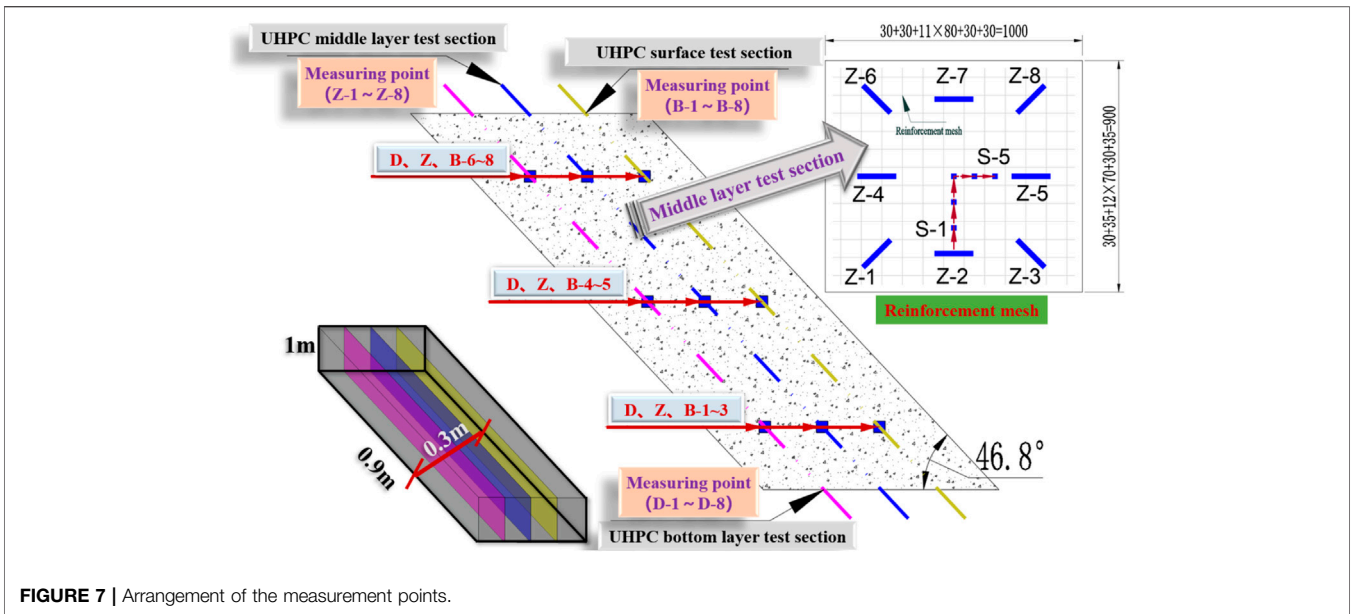 UHPC middle layer test section
Measuring point
(Z-1~Z-8)
UHPC surface test section
Measuring point
(B-1~B-8)
30+30+11×80+30+30=1000
Z-6
Z-7
Z-8
Reinforcement mesh
Z-4
S-5
Z-5
S-1
Z-1
Z-2
Z-3
30+35+12×70+30+35=900
Reinforcement mesh
Middle layer test section
D、Z、B-6~8
D、Z、B-4~5
D、Z、B-1~3
1m
0.3m
0.9m
46.8°
Measuring point
(D-1~D-8)
UHPC bottom layer test section
FIGURE 7 | Arrangement of the measurement points.